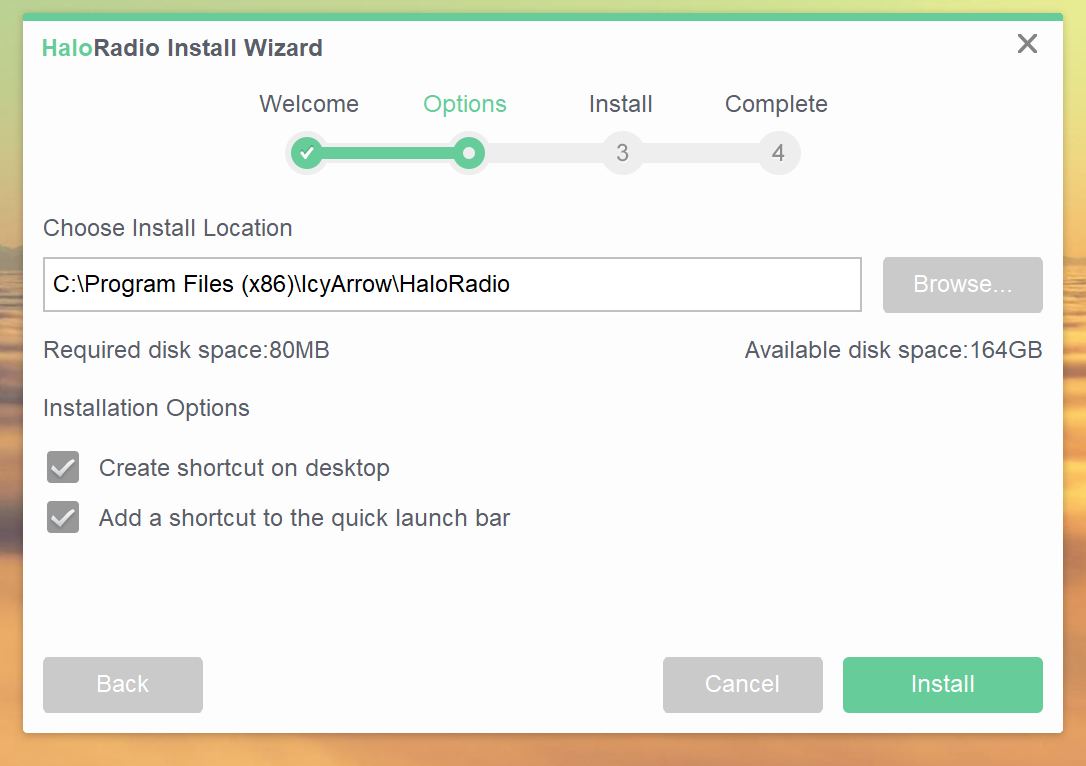 HaloRadio Install Wizard
Welcome Options Install Complete
3 4
Choose Install Location
C:\Program Files (x86)\IcyArrow\HaloRadio Browse...
Required disk space:80MB Available disk space:164GB
Installation Options
Create shortcut on desktop
Add a shortcut to the quick launch bar
Back Cancel Install